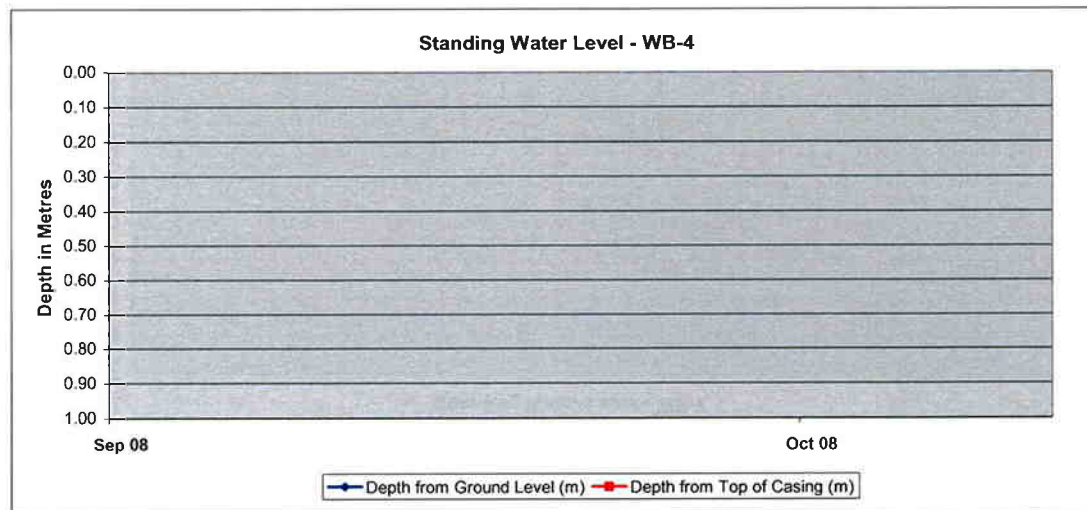 Standing Water Level - WB-4
Depth in Metres
0.00
0.10
0.20
0.30
0.40
0.50
0.60
0.70
0.80
0.90
1.00
Sep 08 Oct 08
Depth from Ground Level (m) Depth from Top of Casing (m)